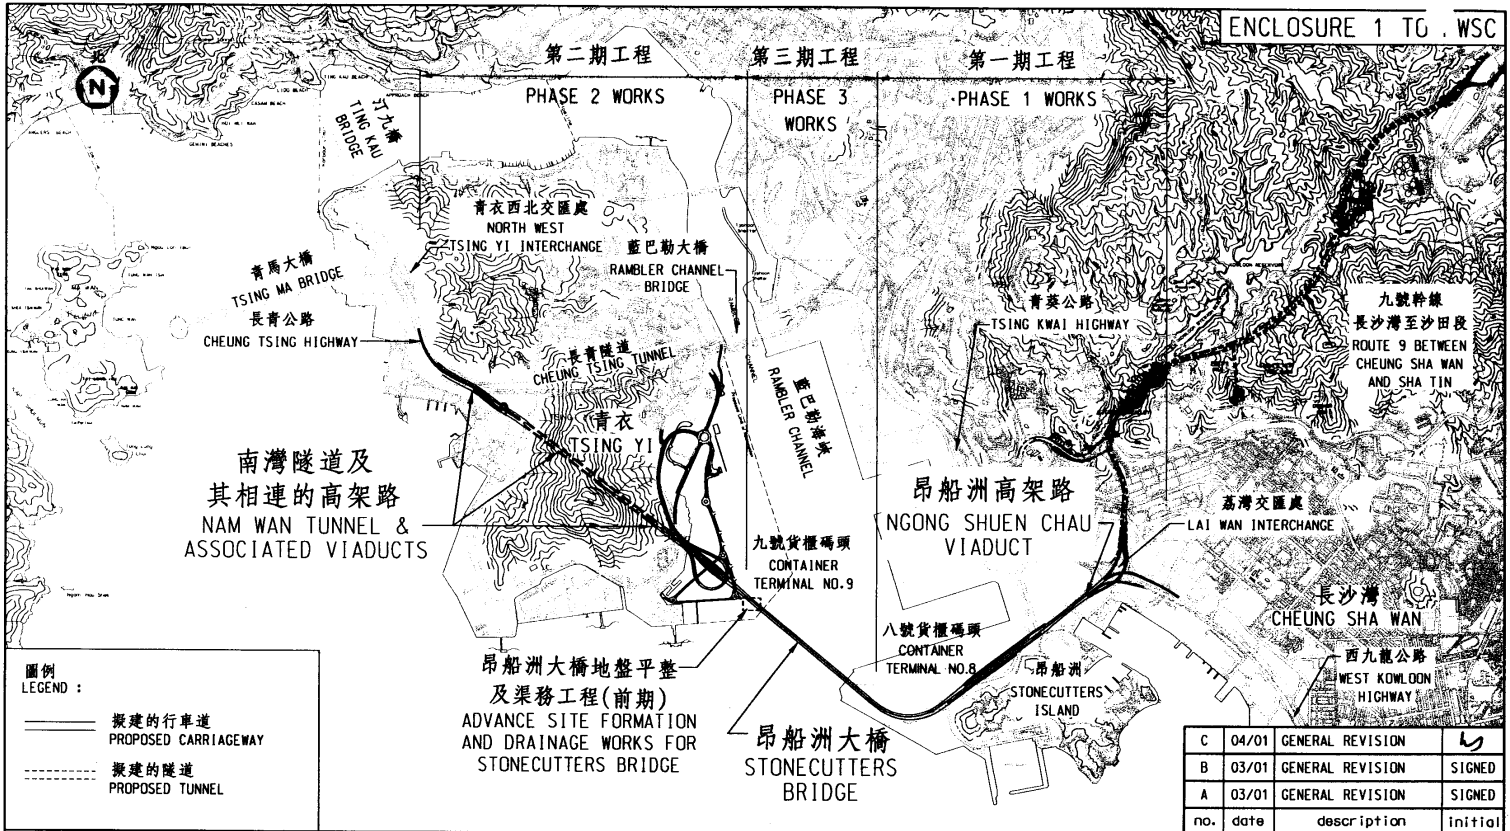 ENCLOSURE 1 TO . WSC
北
N
第二期工程
PHASE 2 WORKS
第三期工程
PHASE 3
WORKS
第一期工程
PHASE 1 WORKS
汀九橋
TING KAU
BRIDGE
青衣西北交匯處
NORTH WEST
TSING YI INTERCHANGE
藍巴勒大橋
RAMBLER CHANNEL
BRIDGE
青馬大橋
TSING MA BRIDGE
長青公路
CHEUNG TSING HIGHWAY
長青隧道
CHEUNG TSING TUNNEL
青衣
TSING YI
藍巴勒海峽
RAMBLER CHANNEL
青葵公路
TSING KWAI HIGHWAY
九號幹線
長沙灣至沙田段
ROUTE 9 BETWEEN
CHEUNG SHA WAN
AND SHA TIN
南灣隧道及
其相連的高架路
NAM WAN TUNNEL &
ASSOCIATED VIADUCTS
昂船洲高架路
NGONG SHUEN CHAU
VIADUCT
荔灣交匯處
LAI WAN INTERCHANGE
九號貨櫃碼頭
CONTAINER
TERMINAL NO.9
長沙灣
CHEUNG SHA WAN
八號貨櫃碼頭
CONTAINER
TERMINAL NO.8
昂船洲
STONECUTTERS
ISLAND
西九龍公路
WEST KOWLOON
HIGHWAY
昂船洲大橋地盤平整
及渠務工程(前期)
ADVANCE SITE FORMATION
AND DRAINAGE WORKS FOR
STONECUTTERS BRIDGE
昂船洲大橋
STONECUTTERS
BRIDGE
圖例
LEGEND :
擬建的行車道
PROPOSED CARRIAGEWAY
擬建的隧道
PROPOSED TUNNEL
C 04/01 GENERAL REVISION
B 03/01 GENERAL REVISION SIGNED
A 03/01 GENERAL REVISION SIGNED
no. date description initial